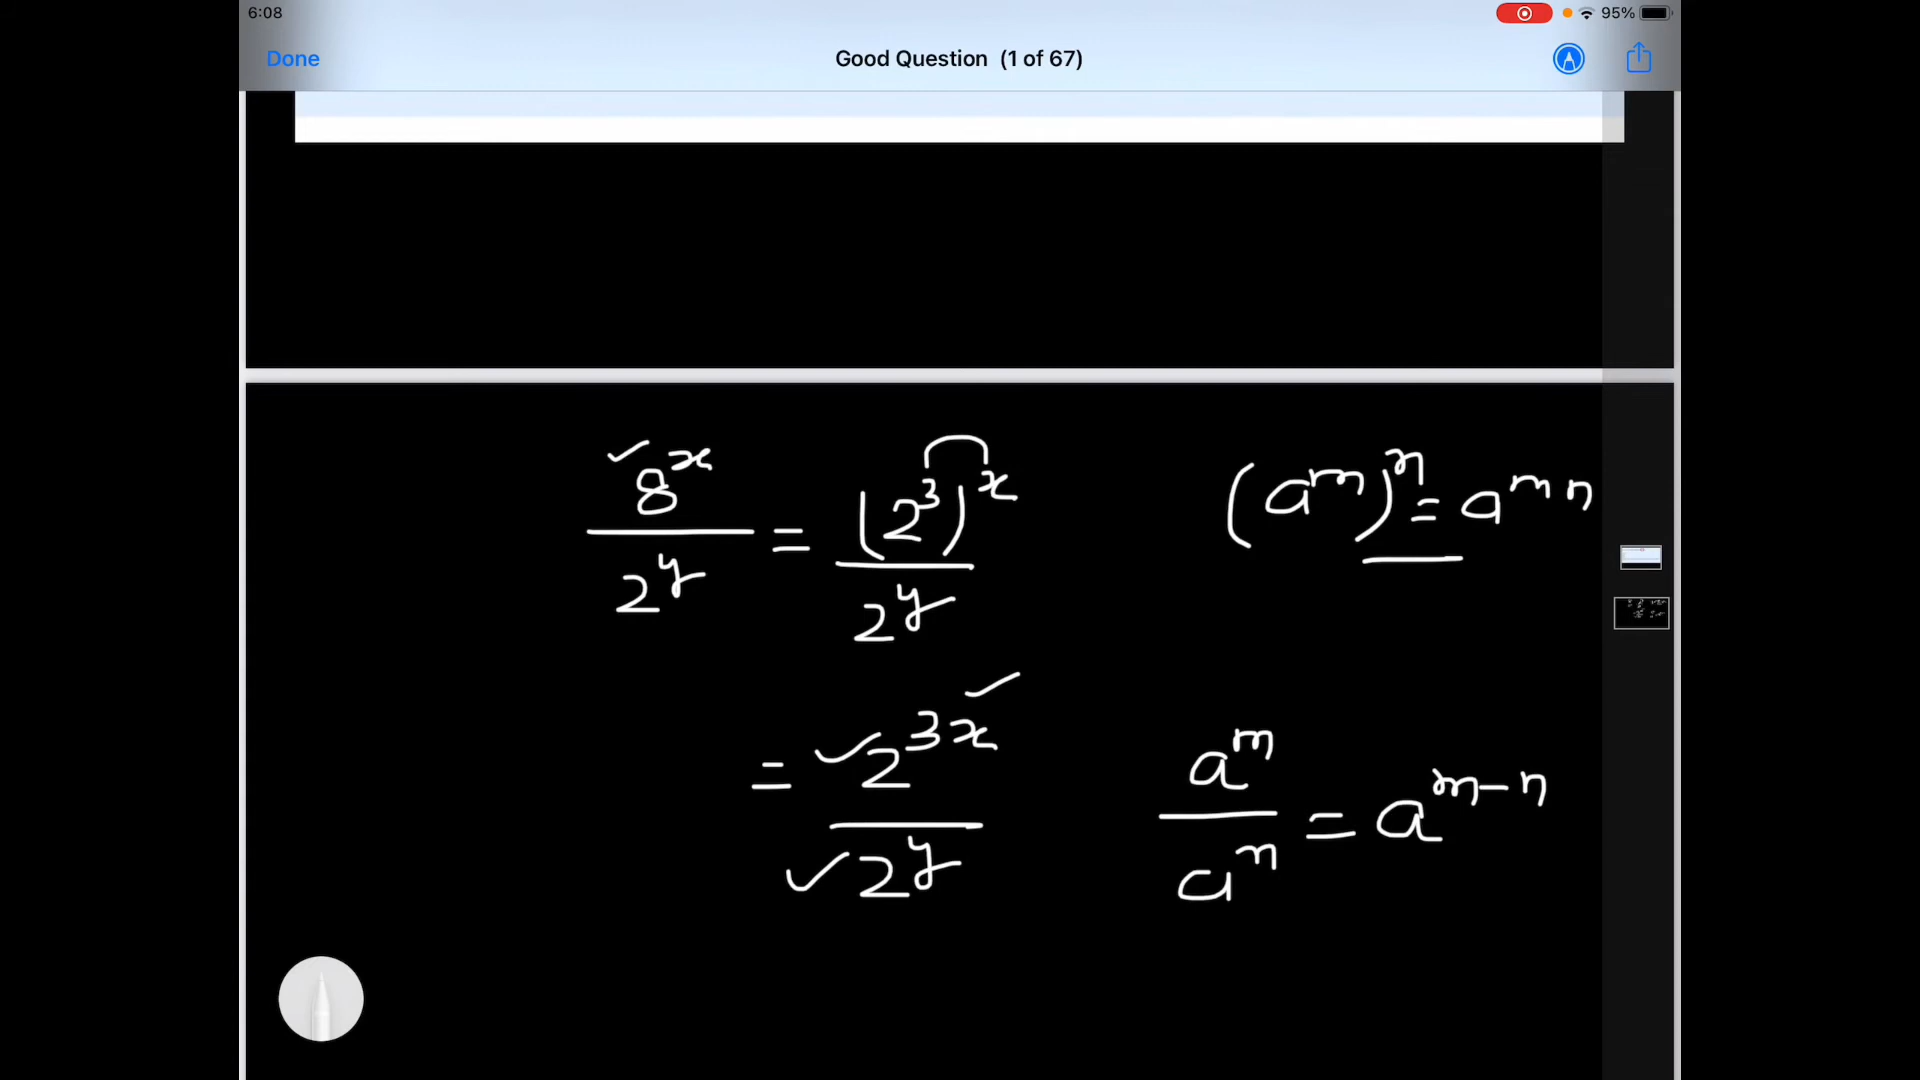 6:08
95%
Done
Good Question (1 of 67)
8^x / 2^y = (2^3)^x / 2^y
(a^m)^n = a^{mn}
= 2^{3x} / 2^y
a^m / a^n = a^{m-n}